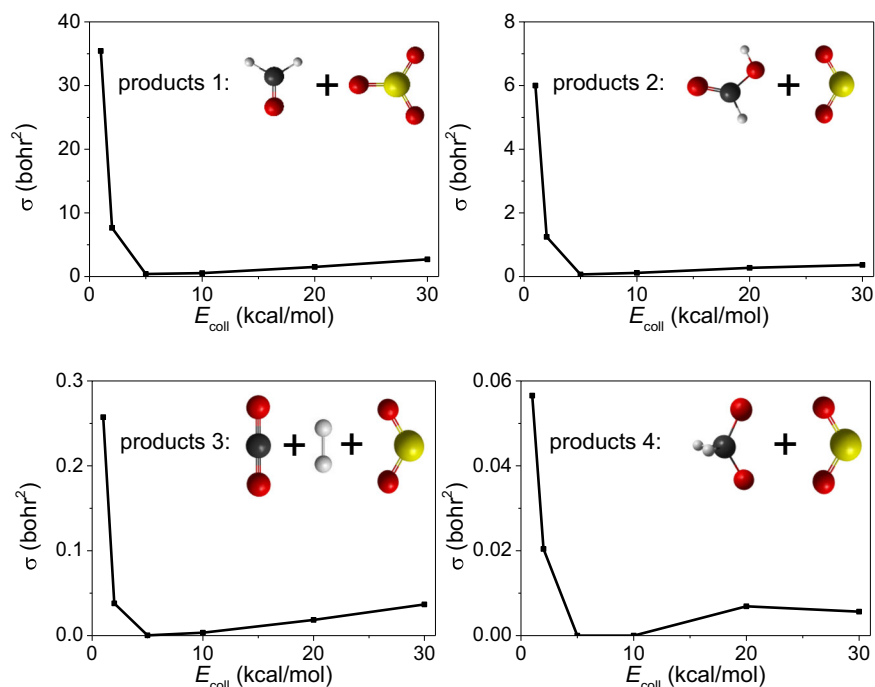 40
30
20
10
0
σ (bohr²)
products 1:
+
0 10 20 30
E_coll (kcal/mol)
8
6
4
2
0
σ (bohr²)
products 2:
+
0 10 20 30
E_coll (kcal/mol)
0.3
0.2
0.1
0.0
σ (bohr²)
products 3:
+ +
0 10 20 30
E_coll (kcal/mol)
0.06
0.04
0.02
0.00
σ (bohr²)
products 4:
+
0 10 20 30
E_coll (kcal/mol)